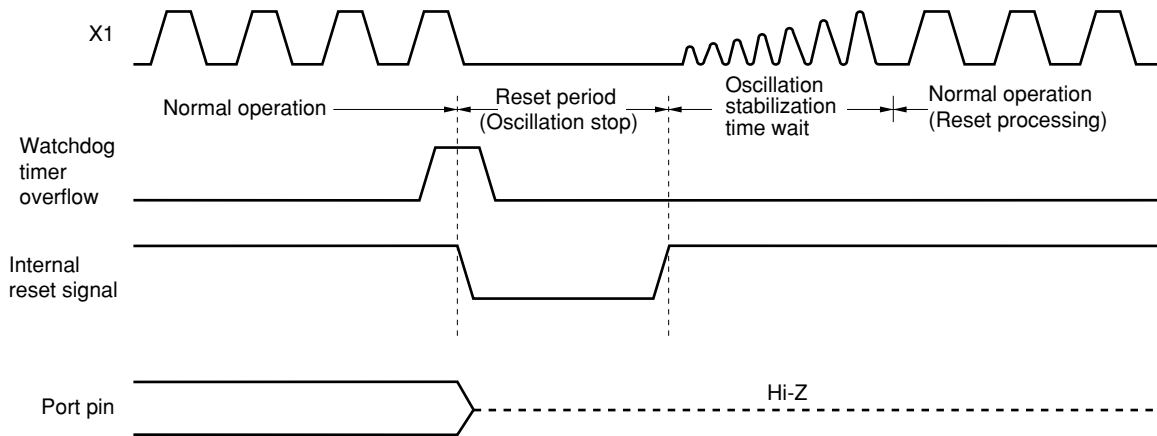 X1
Normal operation
Reset period
(Oscillation stop)
Oscillation
stabilization
time wait
Normal operation
(Reset processing)
Watchdog
timer
overflow
Internal
reset signal
Port pin
Hi-Z